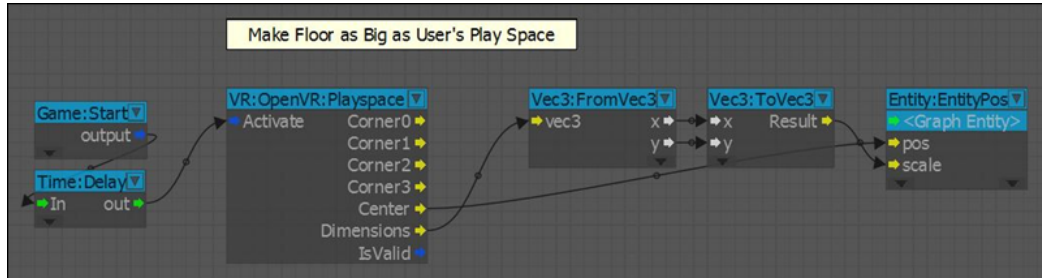 Make Floor as Big as User's Play Space
Game:Start
output
Time:Delay
In out
VR:OpenVR:Playspace
Activate Corner0
Corner1
Corner2
Corner3
Center
Dimensions
IsValid
Vec3:FromVec3
vec3 x
y
Vec3:ToVec3
x Result
y
Entity:EntityPos
<Graph Entity>
pos
scale